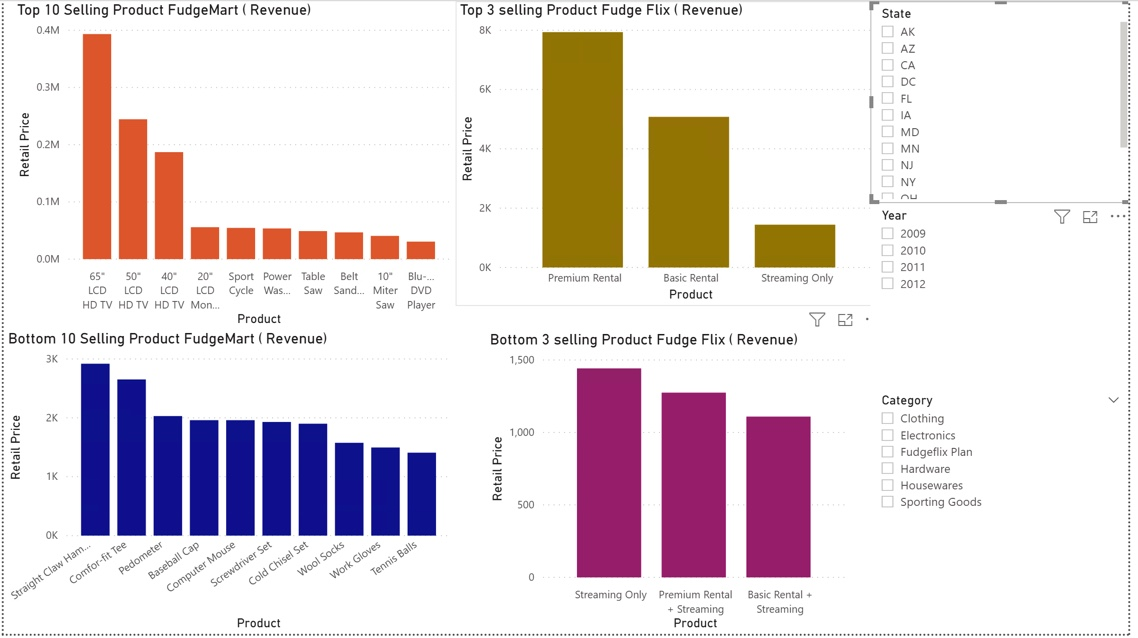 Top 10 Selling Product FudgeMart ( Revenue)
Retail Price
0.4M
0.3M
0.2M
0.1M
0.0M
65"
LCD
HD TV
50"
LCD
HD TV
40"
LCD
HD TV
20"
LCD
Mon...
Sport
Cycle
Power
Was...
Table
Saw
Belt
Sand...
10"
Miter
Saw
Blu-...
DVD
Player
Product
Top 3 selling Product Fudge Flix ( Revenue)
Retail Price
8K
6K
4K
2K
0K
Premium Rental
Basic Rental
Streaming Only
Product
State
AK
AZ
CA
DC
FL
IA
MD
MN
NJ
NY
OH
Year
2009
2010
2011
2012
Bottom 10 Selling Product FudgeMart ( Revenue)
Retail Price
3K
2K
1K
0K
Straight Claw Ham...
Comfor-fit Tee
Pedometer
Baseball Cap
Computer Mouse
Screwdriver Set
Cold Chisel Set
Wool Socks
Work Gloves
Tennis Balls
Product
Bottom 3 selling Product Fudge Flix ( Revenue)
Retail Price
1,500
1,000
500
0
Streaming Only
Premium Rental
+ Streaming
Basic Rental +
Streaming
Product
Category
Clothing
Electronics
Fudgeflix Plan
Hardware
Housewares
Sporting Goods